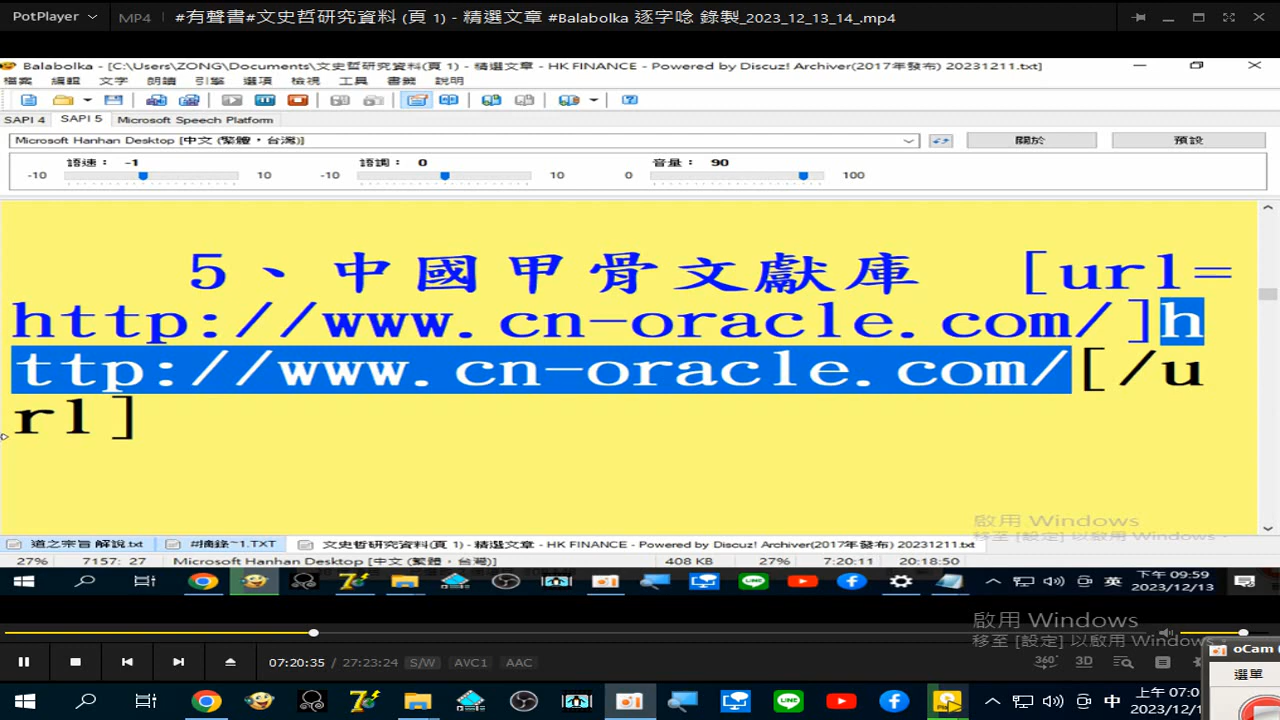 PotPlayer MP4 #有聲書#文史哲研究資料 (頁 1) - 精選文章 #Balabolka 逐字唸 錄製_2023_12_13_14_.mp4
Balabolka - [C:\Users\ZONG\Documents\文史哲研究資料(頁 1) - 精選文章 - HK FINANCE - Powered by Discuz! Archiver(2017年發布) 20231211.txt]
檔案 編輯 文字 朗讀 引擎 選項 檢視 工具 書籤 說明
SAPI 4 SAPI 5 Microsoft Speech Platform
Microsoft Hanhan Desktop [中文 (繁體，台灣)] 關於 預設
語速： -1 語調： 0 音量： 90
-10 10 -10 10 0 100
5、中國甲骨文獻庫 [url=
http://www.cn-oracle.com/]h
ttp://www.cn-oracle.com/[/u
rl]
啟用 Windows
移至 [設定] 以啟用 Windows。
道之宗旨 解說.txt #摘錄~1.TXT 文史哲研究資料(頁 1) - 精選文章 - HK FINANCE - Powered by Discuz! Archiver(2017年發布) 20231211.txt
27% 7157: 27 Microsoft Hanhan Desktop [中文 (繁體，台灣)] 408 KB 27% 7:20:11 20:18:50
英 下午 09:59
2023/12/13
啟用 Windows
移至 [設定] 以啟用 Windows。
07:20:35 / 27:23:24 S/W AVC1 AAC 360° 3D
oCam
選單
中 上午 07:0
2023/12/1